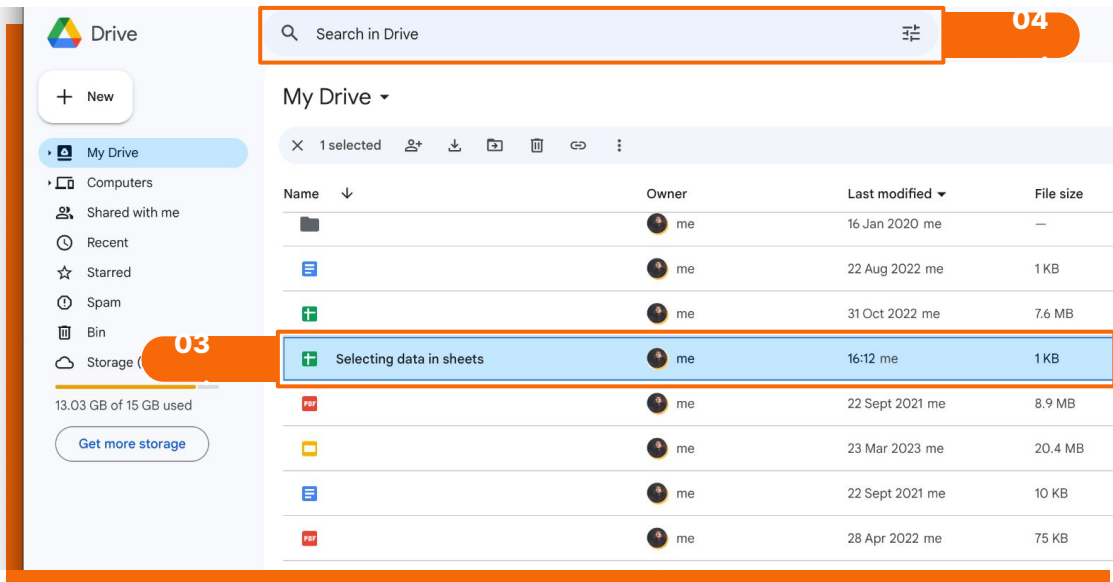 Drive
Search in Drive
04
New
My Drive
1 selected
My Drive
Computers
Shared with me
Recent
Starred
Spam
Bin
Storage (
13.03 GB of 15 GB used
Get more storage
03
Name Owner Last modified File size
me 16 Jan 2020 me —
me 22 Aug 2022 me 1 KB
me 31 Oct 2022 me 7.6 MB
Selecting data in sheets me 16:12 me 1 KB
PDF me 22 Sept 2021 me 8.9 MB
me 23 Mar 2023 me 20.4 MB
me 22 Sept 2021 me 10 KB
PDF me 28 Apr 2022 me 75 KB